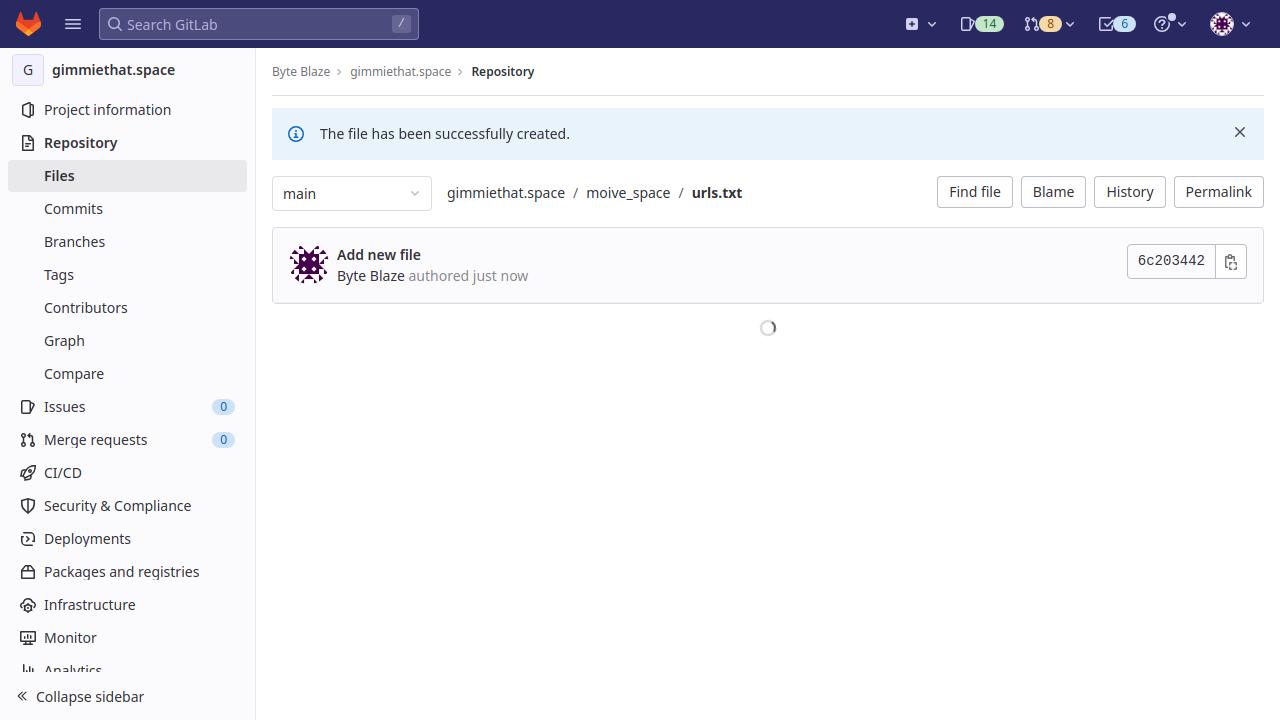 Search GitLab
/
14
8
6
G
gimmiethat.space
Project information
Repository
Files
Commits
Branches
Tags
Contributors
Graph
Compare
Issues
0
Merge requests
0
CI/CD
Security & Compliance
Deployments
Packages and registries
Infrastructure
Monitor
Analytics
Collapse sidebar
Byte Blaze
gimmiethat.space
Repository
The file has been successfully created.
main
gimmiethat.space / moive_space / urls.txt
Find file
Blame
History
Permalink
Add new file
Byte Blaze authored just now
6c203442